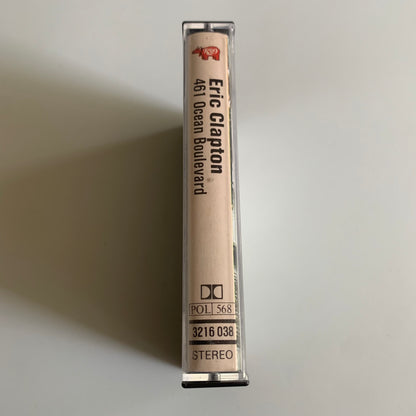 Eric Clapton
461 Ocean Boulevard
POL 568
3216 038
STEREO